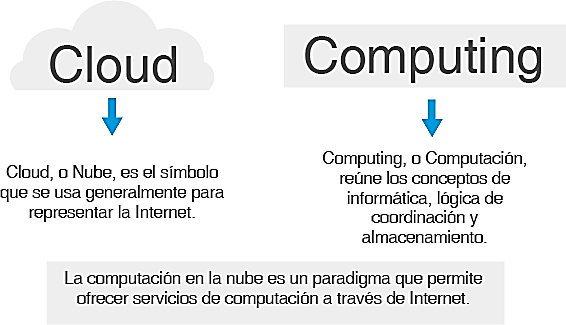 Cloud
Computing
Cloud, o Nube, es el símbolo
que se usa generalmente para
representar la Internet.
Computing, o Computación,
reúne los conceptos de
informática, lógica de
coordinación y
almacenamiento.
La computación en la nube es un paradigma que permite
ofrecer servicios de computación a través de Internet.